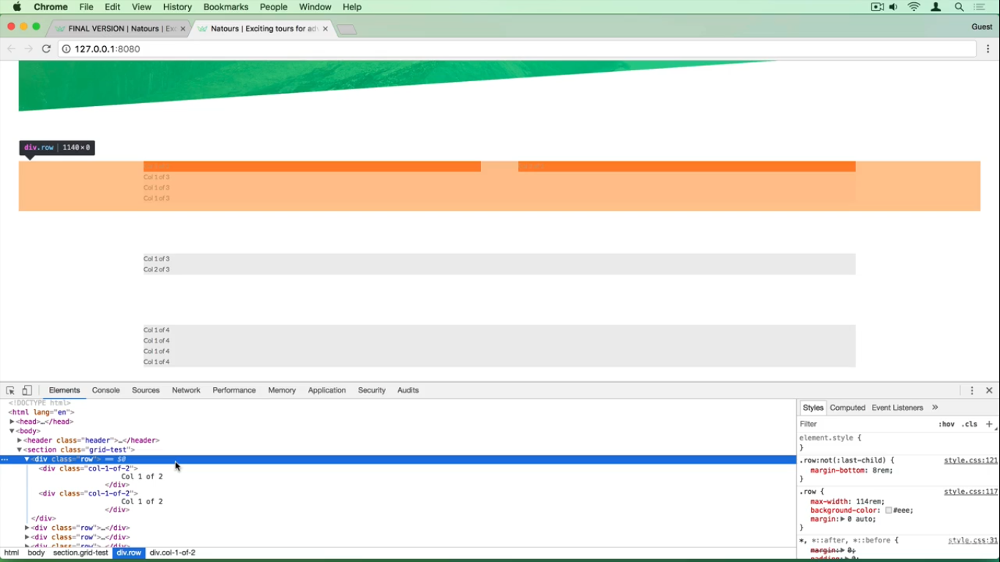 Chrome File Edit View History Bookmarks People Window Help
FINAL VERSION | Natours | Exc
Natours | Exciting tours for adv
Guest
127.0.0.1:8080
div.row 1140×0
Col 1 of 3
Col 1 of 3
Col 1 of 3
Col 1 of 3
Col 2 of 3
Col 1 of 4
Col 1 of 4
Col 1 of 4
Col 1 of 4
Elements Console Sources Network Performance Memory Application Security Audits
<!DOCTYPE html>
<html lang="en">
<head>…</head>
<body>
<header class="header">…</header>
<section class="grid-test">
… <div class="row"> == $0
<div class="col-1-of-2">
Col 1 of 2
</div>
<div class="col-1-of-2">
Col 1 of 2
</div>
</div>
<div class="row">…</div>
<div class="row">…</div>
<div class="row">…</div>
html body section.grid-test div.row div.col-1-of-2
Styles Computed Event Listeners »
Filter :hov .cls +
element.style {
}
.row:not(:last-child) { style.css:121
margin-bottom: 8rem;
}
.row { style.css:117
max-width: 114rem;
background-color: #eee;
margin: 0 auto;
}
*, *::after, *::before { style.css:31
margin: 0;
padding: 0;